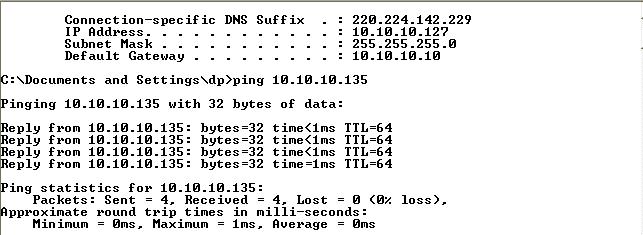 Connection-specific DNS Suffix  . : 220.224.142.229
IP Address. . . . . . . . . . . . : 10.10.10.127
Subnet Mask . . . . . . . . . . . : 255.255.255.0
Default Gateway . . . . . . . . . : 10.10.10.10
C:\Documents and Settings\dp>ping 10.10.10.135
Pinging 10.10.10.135 with 32 bytes of data:
Reply from 10.10.10.135: bytes=32 time<1ms TTL=64
Reply from 10.10.10.135: bytes=32 time<1ms TTL=64
Reply from 10.10.10.135: bytes=32 time<1ms TTL=64
Reply from 10.10.10.135: bytes=32 time=1ms TTL=64
Ping statistics for 10.10.10.135:
Packets: Sent = 4, Received = 4, Lost = 0 (0% loss),
Approximate round trip times in milli-seconds:
Minimum = 0ms, Maximum = 1ms, Average = 0ms